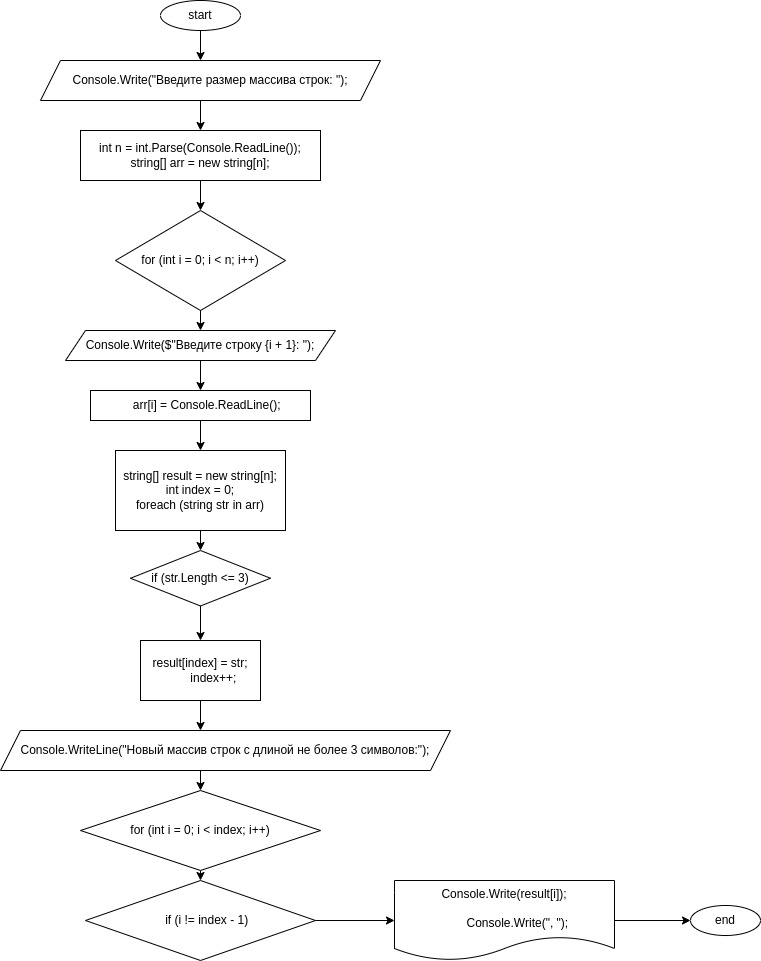 start
Console.Write("Введите размер массива строк: ");
int n = int.Parse(Console.ReadLine());
string[] arr = new string[n];
for (int i = 0; i < n; i++)
Console.Write($"Введите строку {i + 1}: ");
arr[i] = Console.ReadLine();
string[] result = new string[n];
int index = 0;
foreach (string str in arr)
if (str.Length <= 3)
result[index] = str;
index++;
Console.WriteLine("Новый массив строк с длиной не более 3 символов:");
for (int i = 0; i < index; i++)
if (i != index - 1)
Console.Write(result[i]);
Console.Write(", ");
end